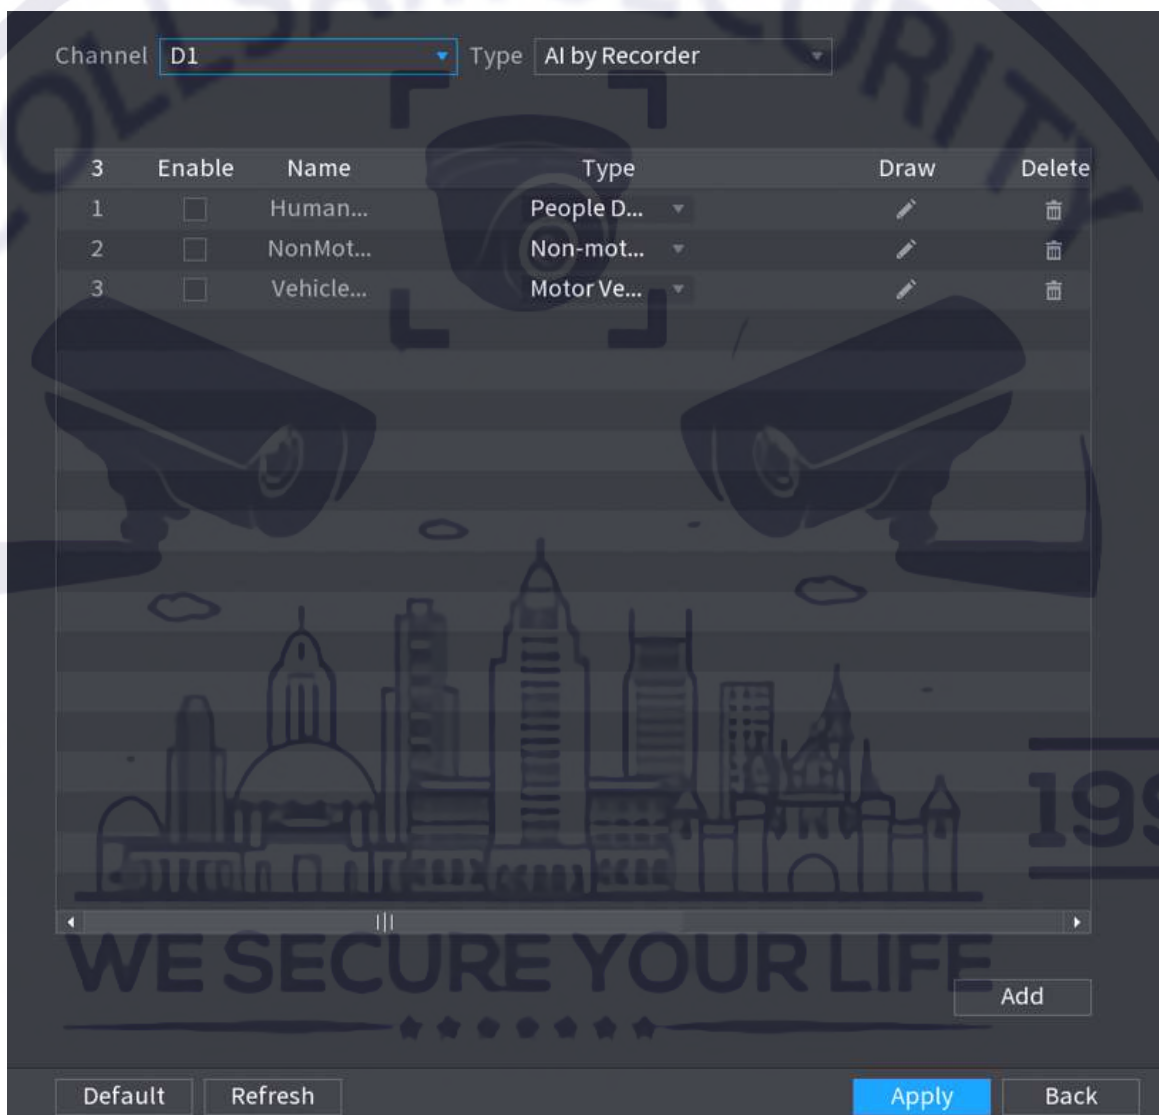 Channel D1 Type AI by Recorder
3 Enable Name Type Draw Delete
1 Human... People D...
2 NonMot... Non-mot...
3 Vehicle... Motor Ve...
WE SECURE YOUR LIFE
Add
Default Refresh Apply Back